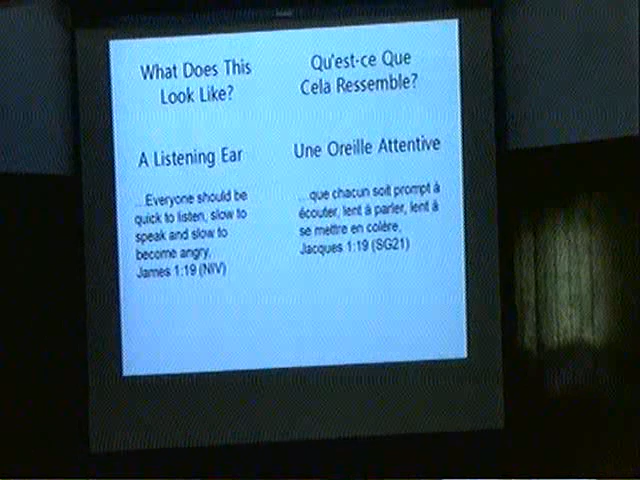 What Does This
Look Like?
A Listening Ear
...Everyone should be
quick to listen, slow to
speak and slow to
become angry,
James 1:19 (NIV)
Qu'est-ce Que
Cela Ressemble?
Une Oreille Attentive
...que chacun soit prompt à
écouter, lent à parler, lent à
se mettre en colère,
Jacques 1:19 (SG21)